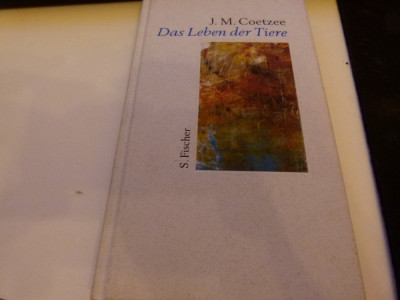 J. M. Coetzee
Das Leben der Tiere
S. Fischer